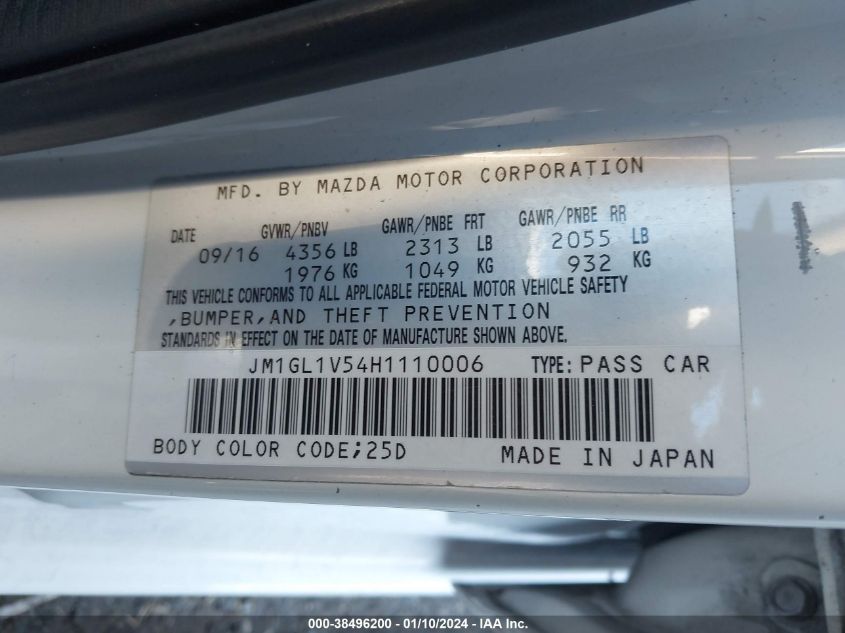 MFD. BY MAZDA MOTOR CORPORATION
DATE GVWR/PNBV GAWR/PNBE FRT GAWR/PNBE RR
09/16 4356 LB 2313 LB 2055 LB
1976 KG 1049 KG 932 KG
THIS VEHICLE CONFORMS TO ALL APPLICABLE FEDERAL MOTOR VEHICLE SAFETY
,BUMPER,AND THEFT PREVENTION
STANDARDS IN EFFECT ON THE DATE OF MANUFACTURE SHOWN ABOVE.
JM1GL1V54H1110006 TYPE: PASS CAR
BODY COLOR CODE;25D MADE IN JAPAN
000-38496200 - 01/10/2024 - IAA Inc.